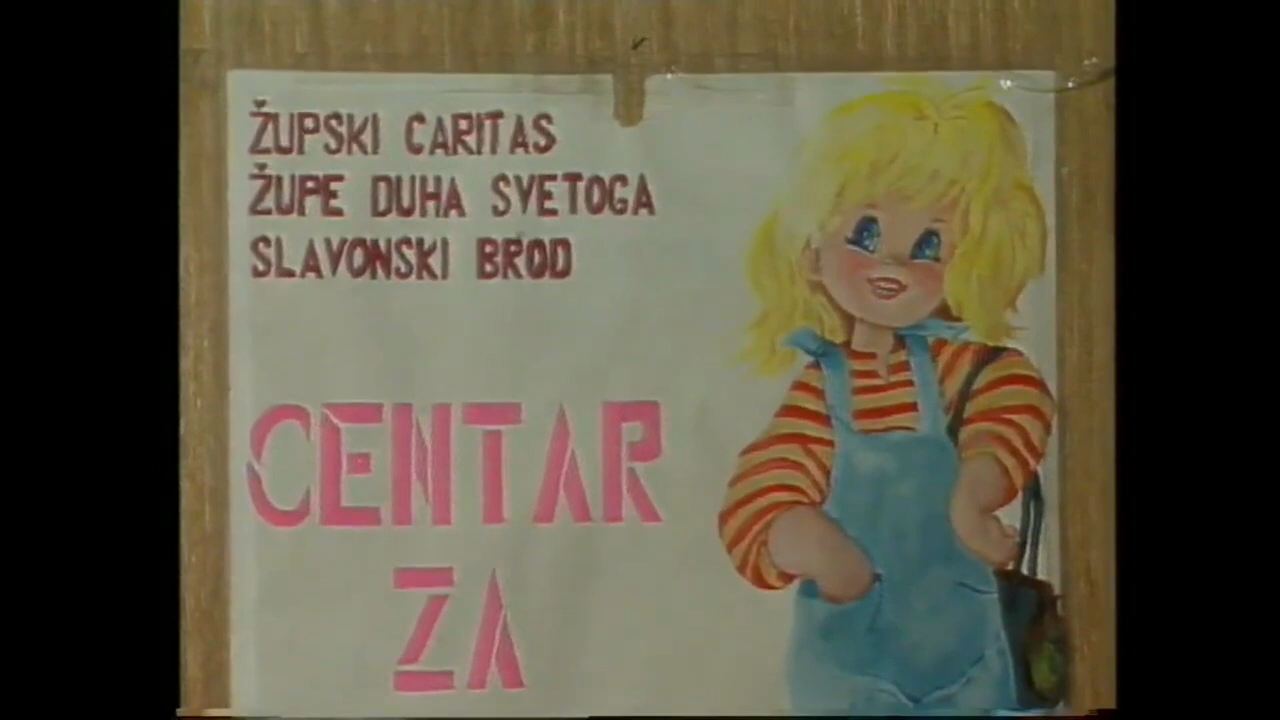 ŽUPSKI CARITAS
ŽUPE DUHA SVETOGA
SLAVONSKI BROD
CENTAR
ZA